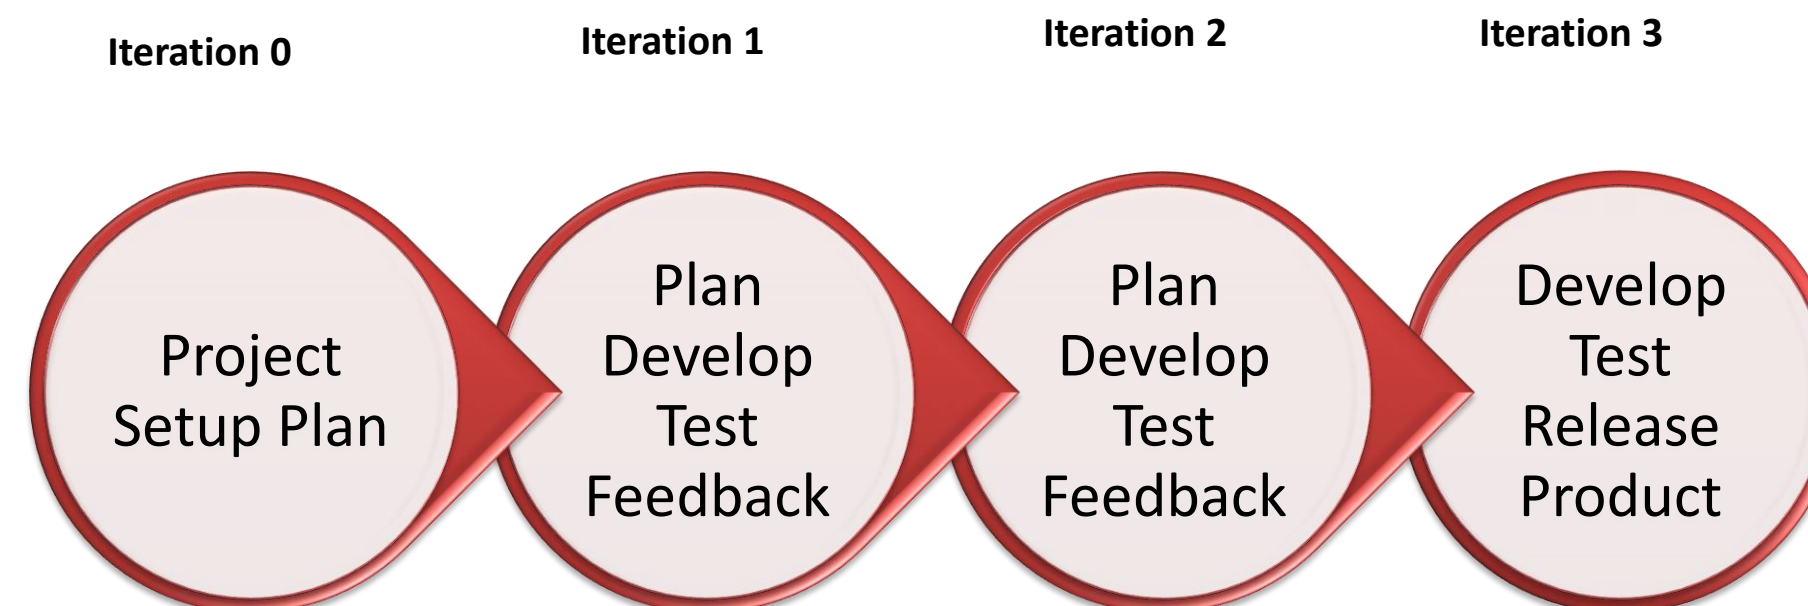 Iteration 0
Iteration 1
Iteration 2
Iteration 3
Project
Setup Plan
Plan
Develop
Test
Feedback
Plan
Develop
Test
Feedback
Develop
Test
Release
Product